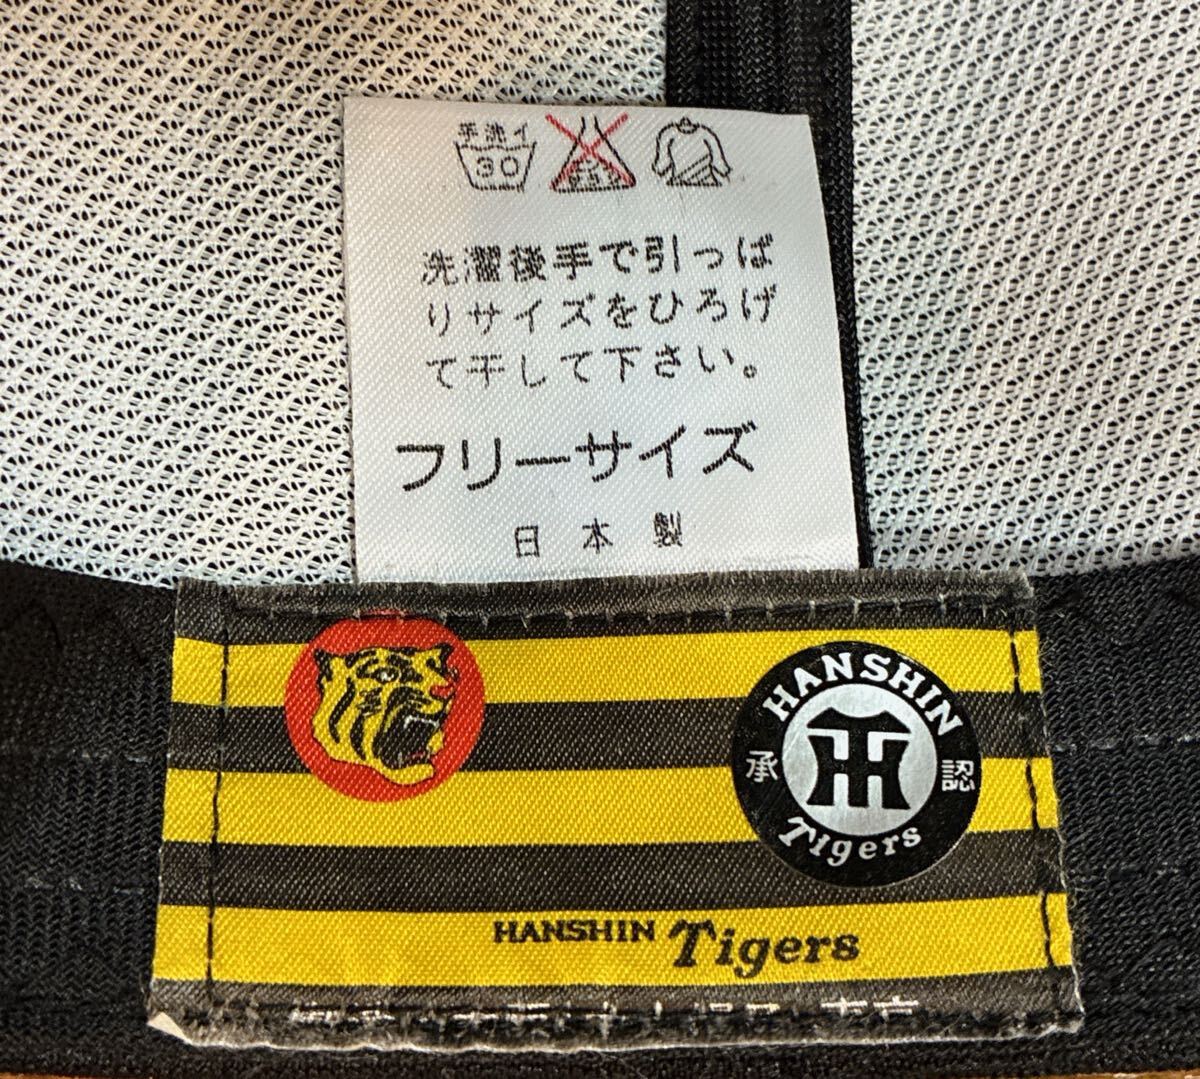 手洗イ
30
洗濯後手で引っぱ
りサイズをひろげ
て干して下さい。
フリーサイズ
日本製
HANSHIN
承認
Tigers
HANSHIN Tigers